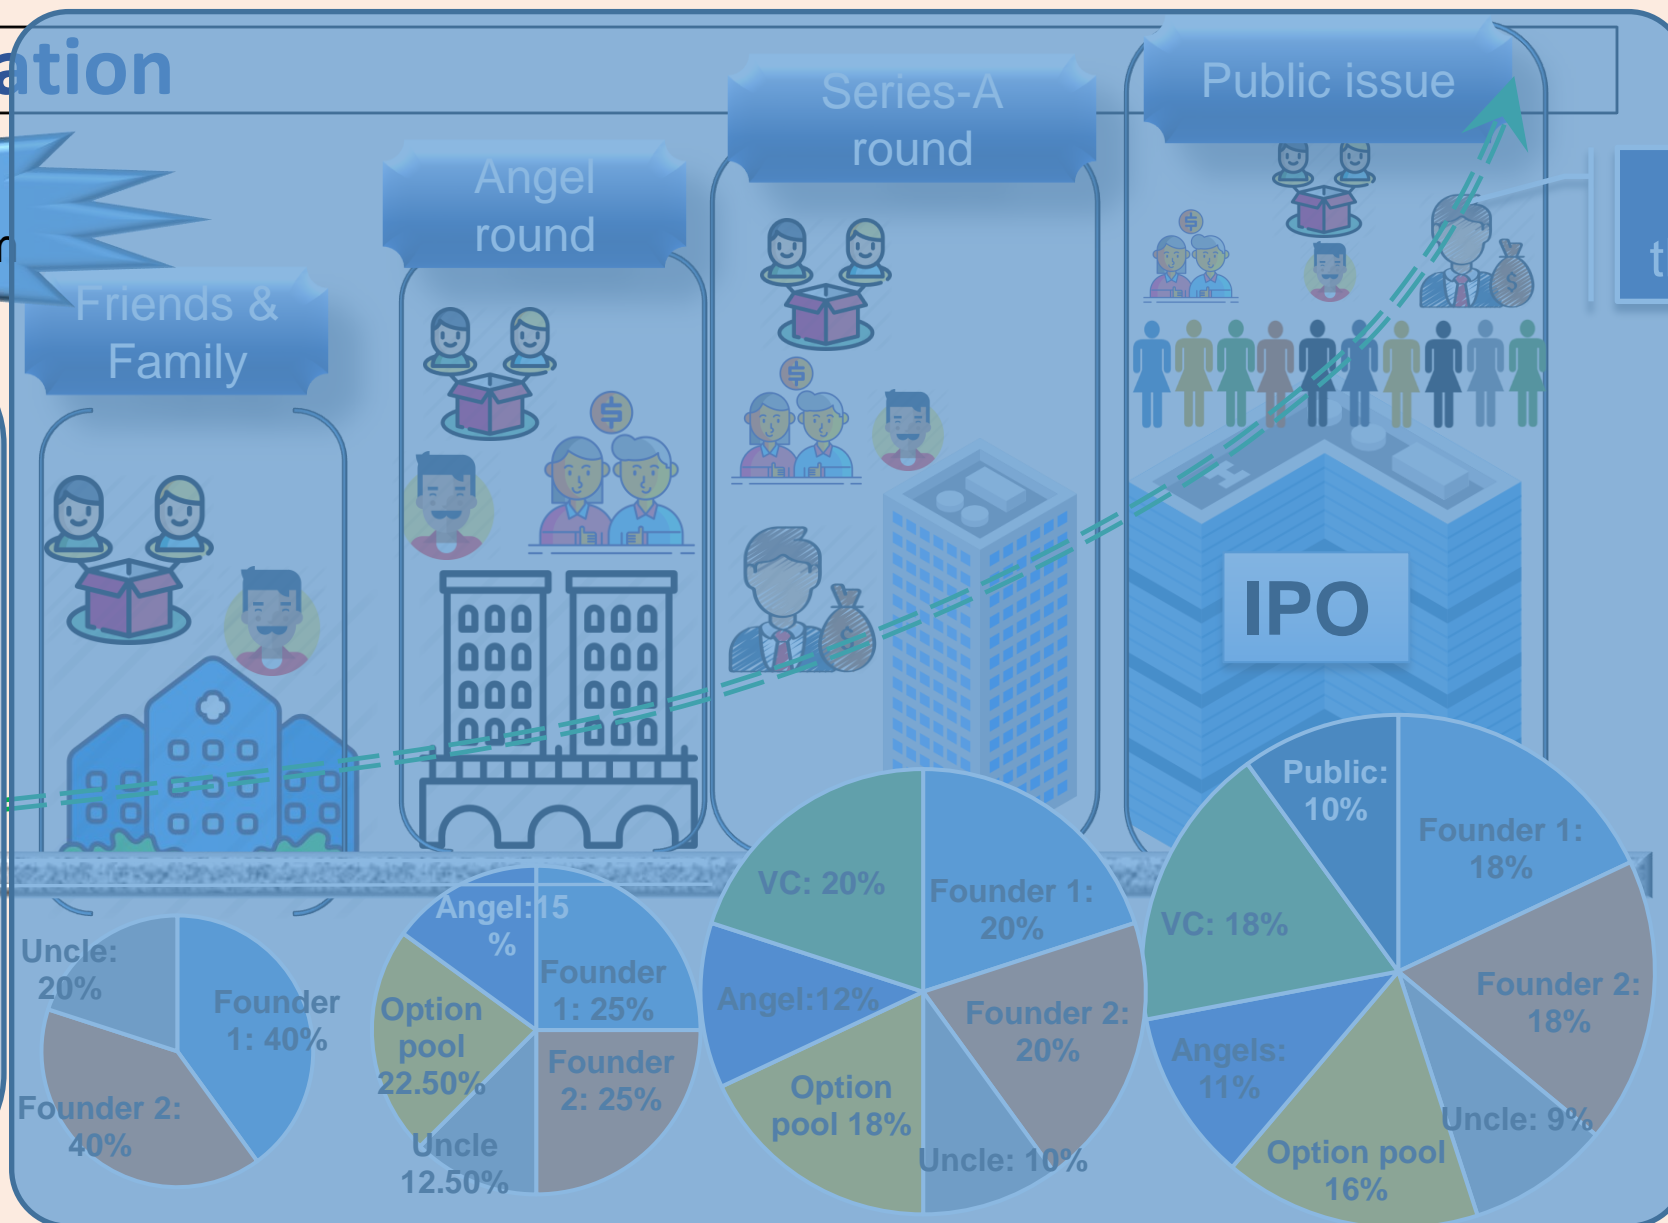 ation
Public issue
Series-A
round
Angel
round
Friends &
Family
t
IPO
Uncle:
20%
Founder
1: 40%
Founder 2:
40%
Angel:15
%
Founder
1: 25%
Option
pool
22.50%
Founder
2: 25%
Uncle
12.50%
VC: 20%
Founder 1:
20%
Angel:12%
Founder 2:
20%
Option
pool 18%
Uncle: 10%
Public:
10%
Founder 1:
18%
VC: 18%
Founder 2:
18%
Angels:
11%
Uncle: 9%
Option pool
16%